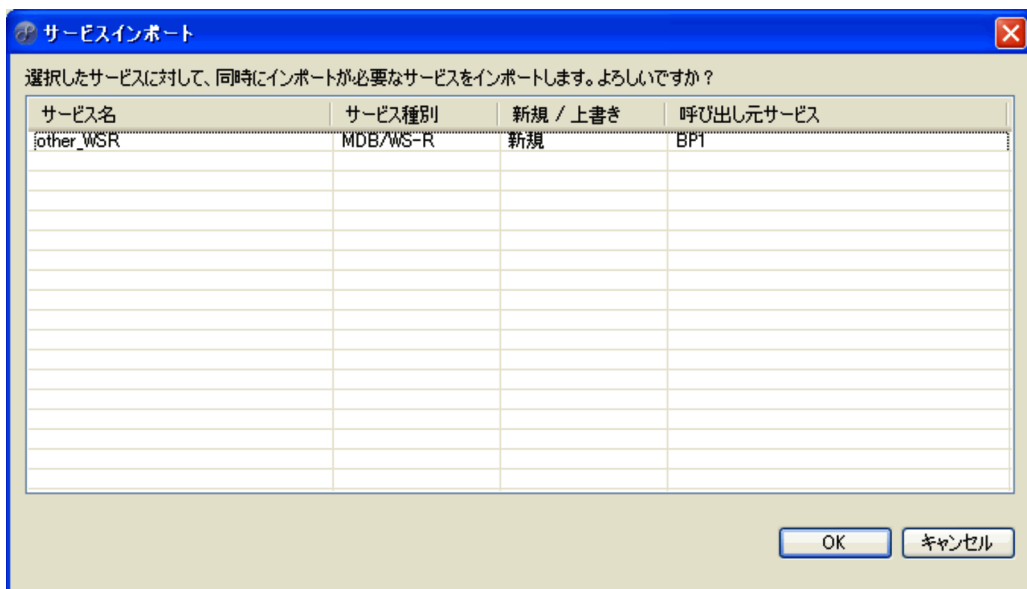 サービスインポート
選択したサービスに対して、同時にインポートが必要なサービスをインポートします。よろしいですか？
サービス名 サービス種別 新規 / 上書き 呼び出し元サービス
other_WSR MDB/WS-R 新規 BP1
OK キャンセル